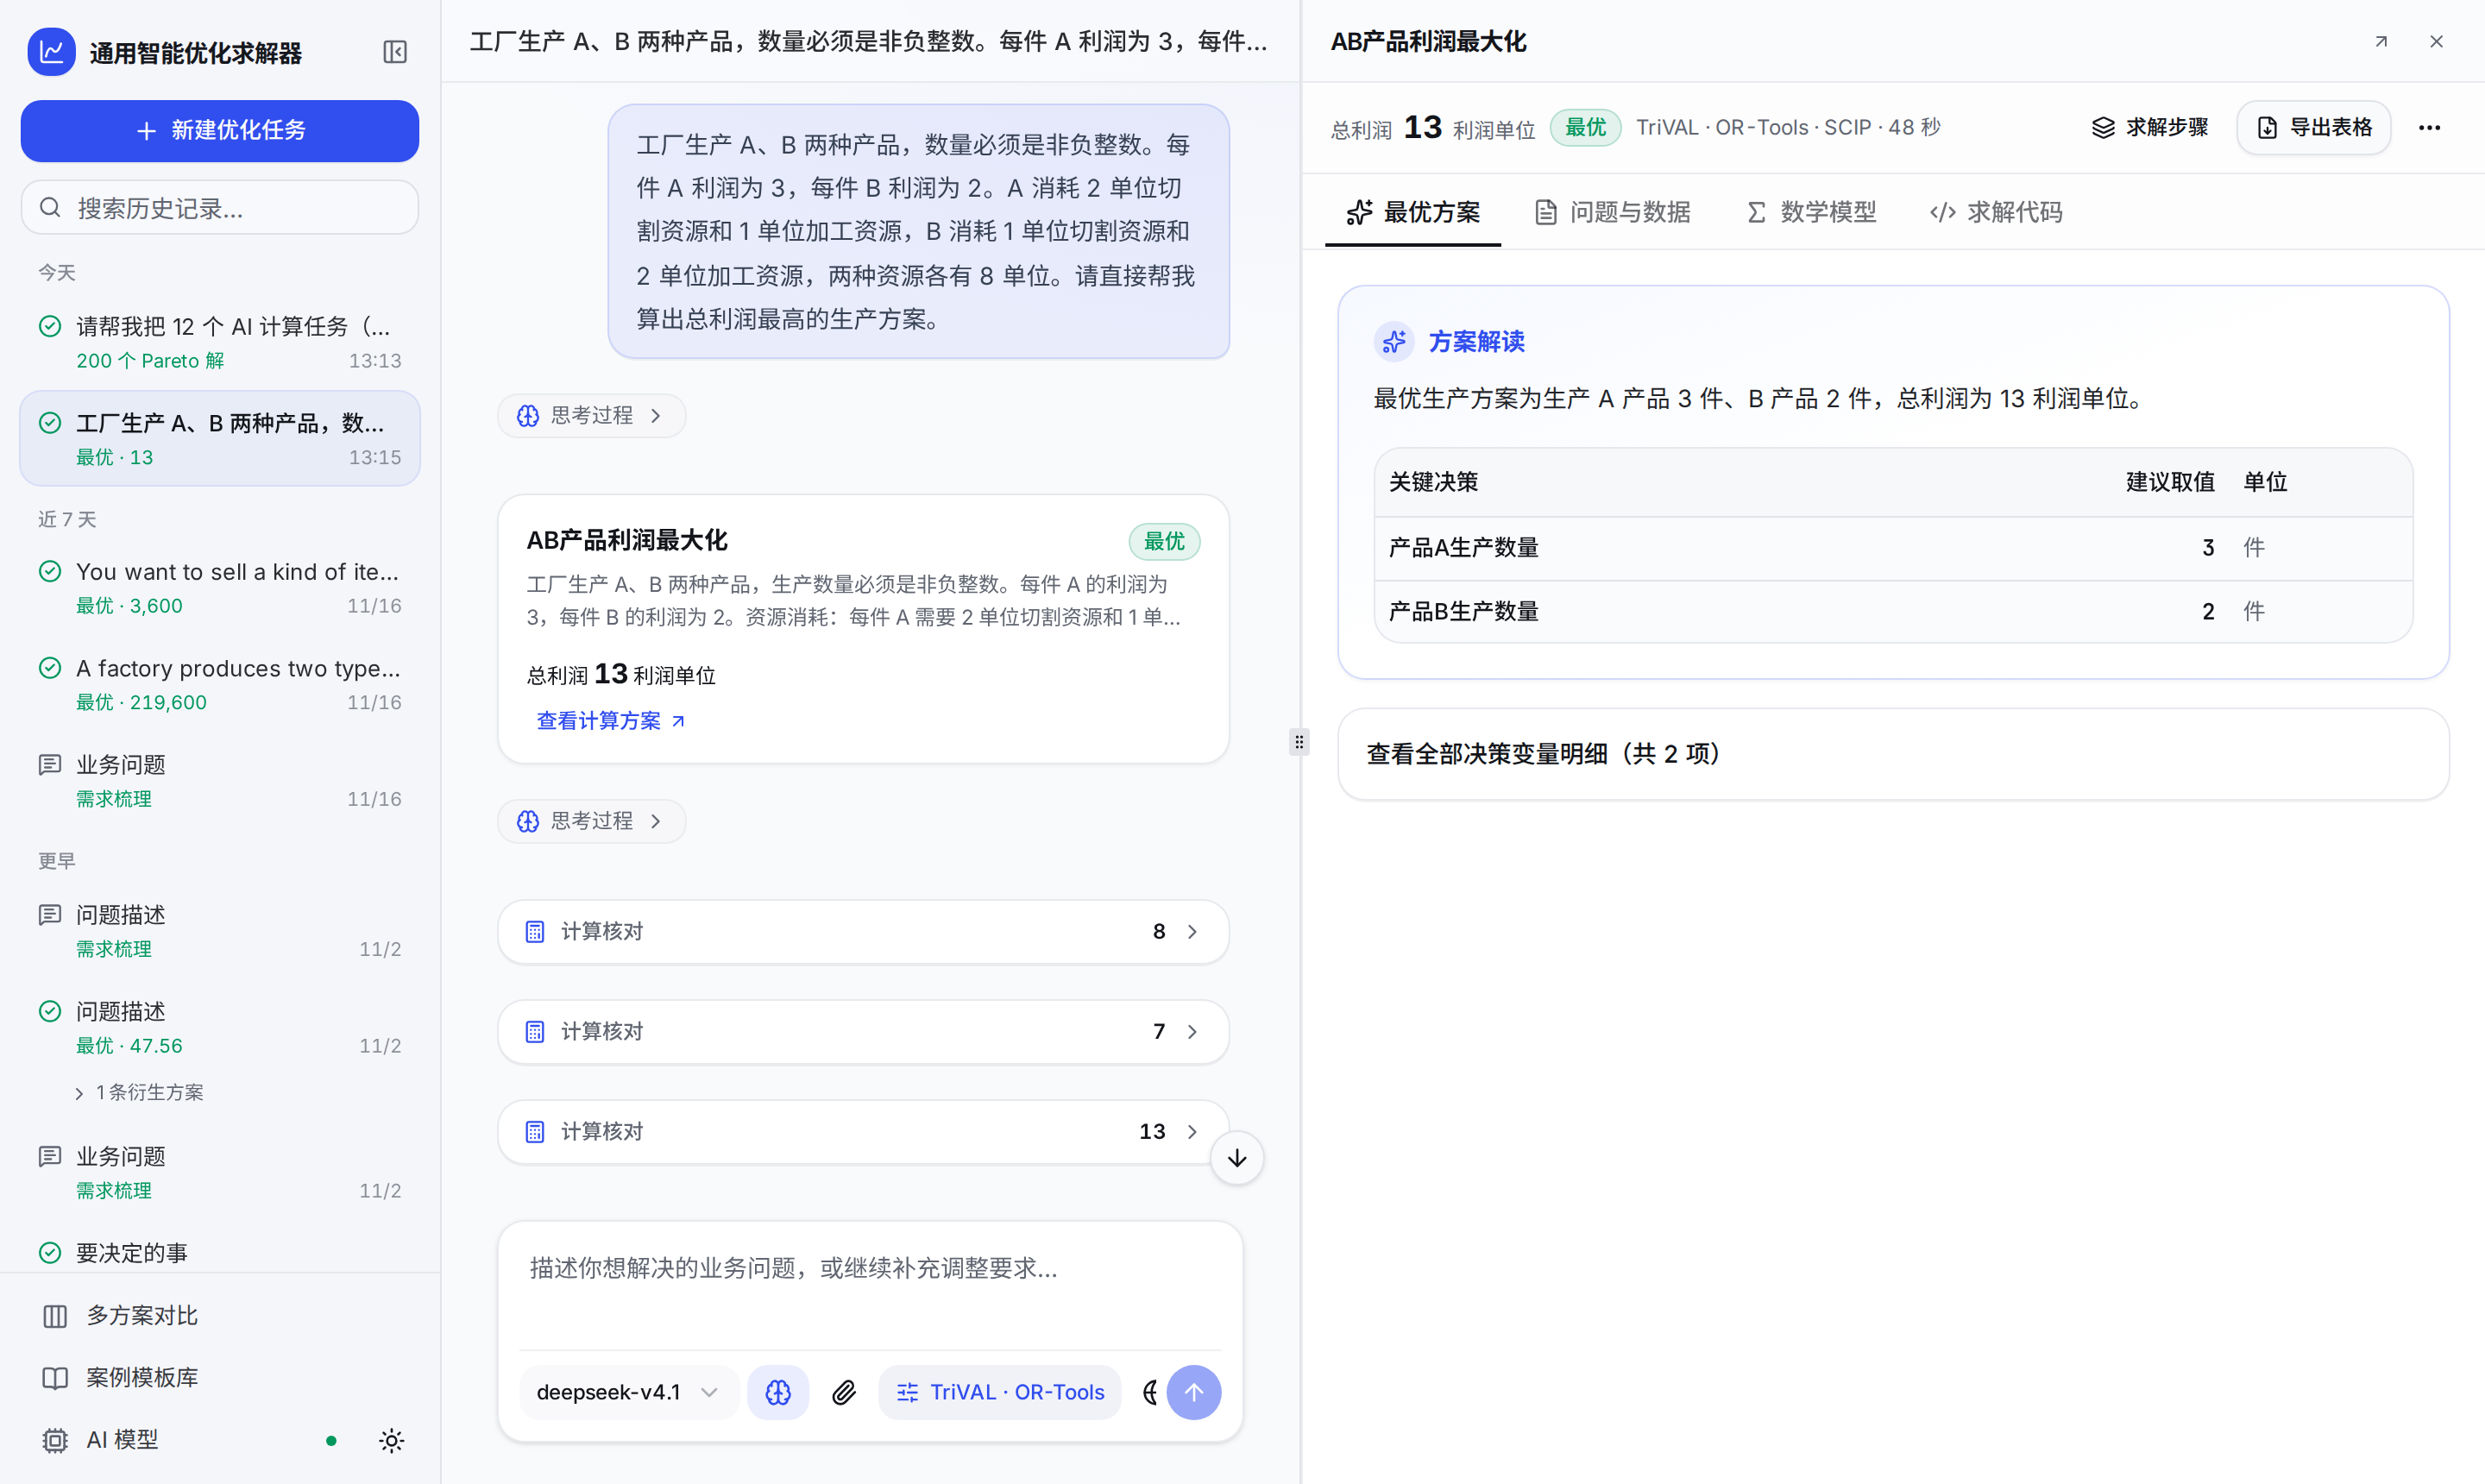 通用智能优化求解器
新建优化任务
搜索历史记录...
今天
请帮我把 12 个 AI 计算任务（...
200 个 Pareto 解 13:13
工厂生产 A、B 两种产品，数...
最优 · 13 13:15
近 7 天
You want to sell a kind of ite...
最优 · 3,600 11/16
A factory produces two type...
最优 · 219,600 11/16
业务问题
需求梳理 11/16
更早
问题描述
需求梳理 11/2
问题描述
最优 · 47.56 11/2
1 条衍生方案
业务问题
需求梳理 11/2
要决定的事
多方案对比
案例模板库
AI 模型
工厂生产 A、B 两种产品，数量必须是非负整数。每件 A 利润为 3，每件...
工厂生产 A、B 两种产品，数量必须是非负整数。每
件 A 利润为 3，每件 B 利润为 2。A 消耗 2 单位切
割资源和 1 单位加工资源，B 消耗 1 单位切割资源和
2 单位加工资源，两种资源各有 8 单位。请直接帮我
算出总利润最高的生产方案。
思考过程
AB产品利润最大化 最优
工厂生产 A、B 两种产品，生产数量必须是非负整数。每件 A 的利润为
3，每件 B 的利润为 2。资源消耗：每件 A 需要 2 单位切割资源和 1 单...
总利润 13 利润单位
查看计算方案
思考过程
计算核对 8
计算核对 7
计算核对 13
描述你想解决的业务问题，或继续补充调整要求...
deepseek-v4.1 TriVAL · OR-Tools
AB产品利润最大化
总利润 13 利润单位 最优 TriVAL · OR-Tools · SCIP · 48 秒 求解步骤 导出表格
最优方案 问题与数据 数学模型 求解代码
方案解读
最优生产方案为生产 A 产品 3 件、B 产品 2 件，总利润为 13 利润单位。
关键决策 建议取值 单位
产品A生产数量 3 件
产品B生产数量 2 件
查看全部决策变量明细（共 2 项）